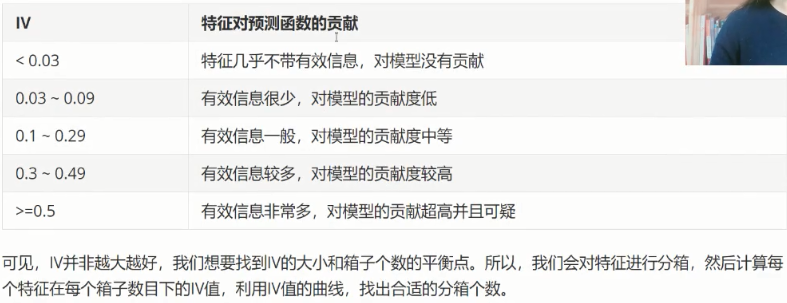 IV 特征对预测函数的贡献
< 0.03 特征几乎不带有效信息，对模型没有贡献
0.03 ~ 0.09 有效信息很少，对模型的贡献度低
0.1 ~ 0.29 有效信息一般，对模型的贡献度中等
0.3 ~ 0.49 有效信息较多，对模型的贡献度较高
>=0.5 有效信息非常多，对模型的贡献超高并且可疑
可见，IV并非越大越好，我们想要找到IV的大小和箱子个数的平衡点。所以，我们会对特征进行分箱，然后计算每
个特征在每个箱子数目下的IV值，利用IV值的曲线，找出合适的分箱个数。